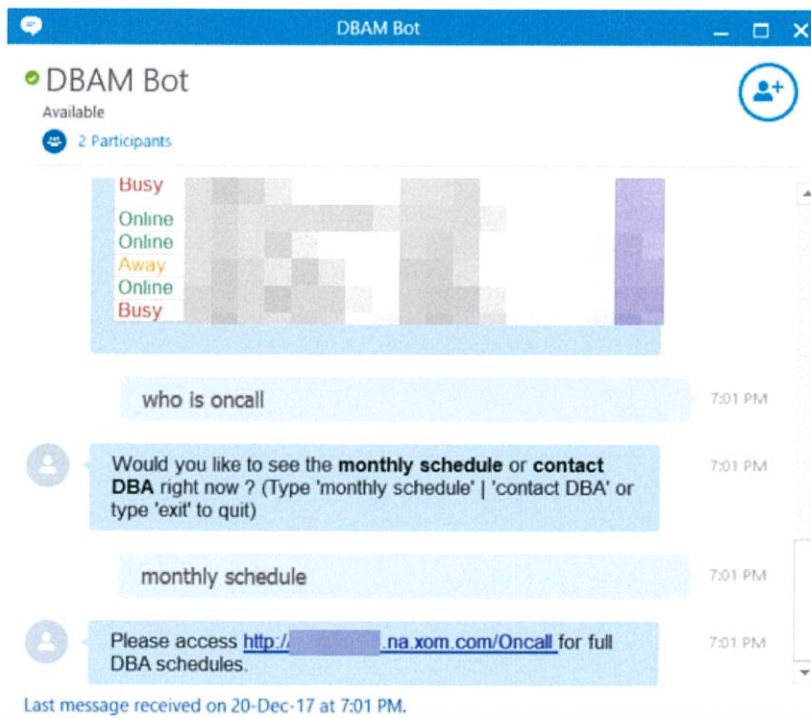 DBAM Bot
DBAM Bot
Available
2 Participants
Busy
Online
Online
Away
Online
Busy
who is oncall
7:01 PM
Would you like to see the monthly schedule or contact
DBA right now ? (Type 'monthly schedule' | 'contact DBA' or
type 'exit' to quit)
7:01 PM
monthly schedule
7:01 PM
Please access http:/ .na.xom.com/Oncall for full
DBA schedules.
7:01 PM
Last message received on 20-Dec-17 at 7:01 PM.